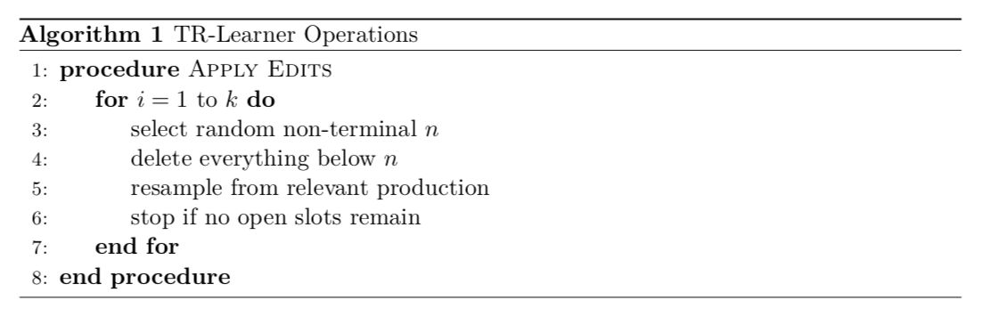 Algorithm 1 TR-Learner Operations
1: procedure APPLY EDITS
2: for i = 1 to k do
3: select random non-terminal n
4: delete everything below n
5: resample from relevant production
6: stop if no open slots remain
7: end for
8: end procedure